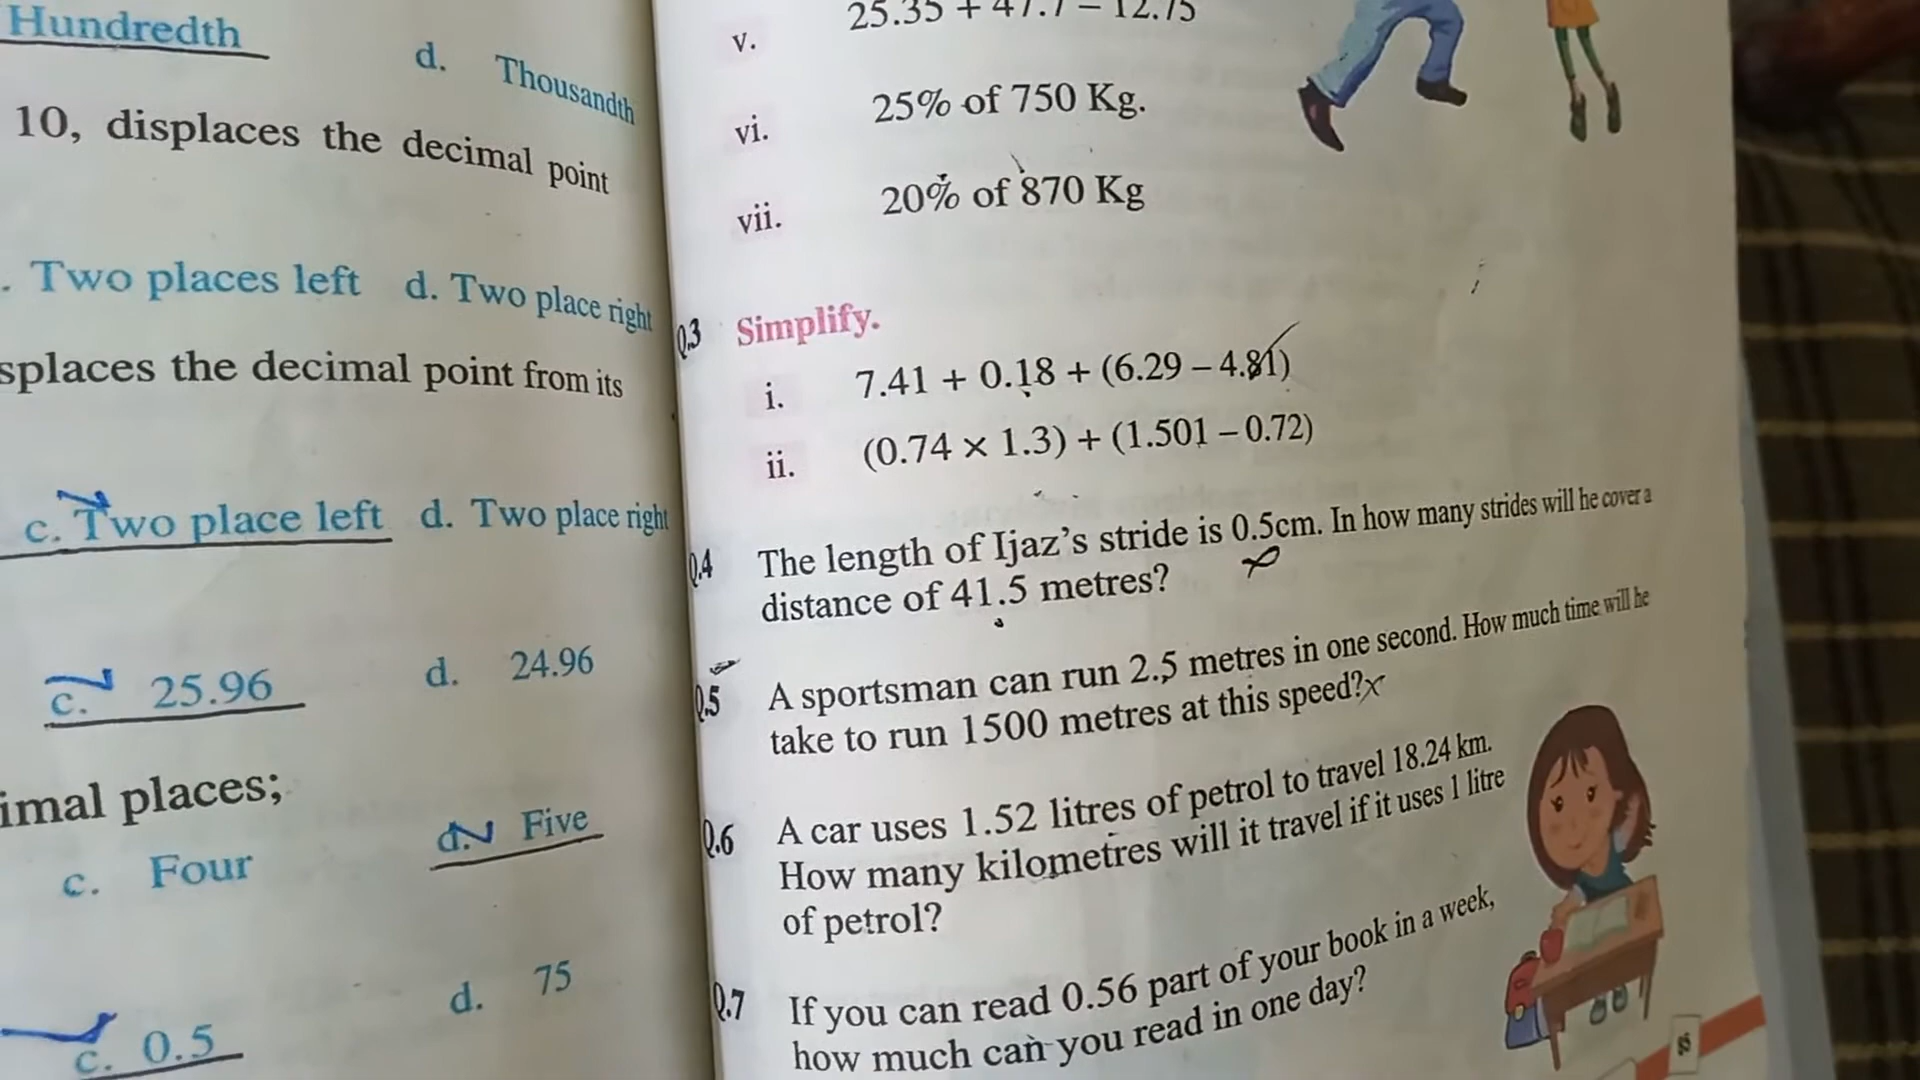 Hundredth
d. Thousandth
10, displaces the decimal point
. Two places left d. Two place right
splaces the decimal point from its
c. Two place left d. Two place right
c. 25.96 d. 24.96
imal places;
c. Four d. Five
d. 75
c. 0.5
v. 25.35 + 47.7 – 12.75
vi. 25% of 750 Kg.
vii. 20% of 870 Kg
Q.3 Simplify.
i. 7.41 + 0.18 + (6.29 – 4.81)
ii. (0.74 × 1.3) + (1.501 – 0.72)
Q.4 The length of Ijaz's stride is 0.5cm. In how many strides will he cover a
distance of 41.5 metres?
Q.5 A sportsman can run 2.5 metres in one second. How much time will he
take to run 1500 metres at this speed?
Q.6 A car uses 1.52 litres of petrol to travel 18.24 km.
How many kilometres will it travel if it uses 1 litre
of petrol?
Q.7 If you can read 0.56 part of your book in a week,
how much can you read in one day?